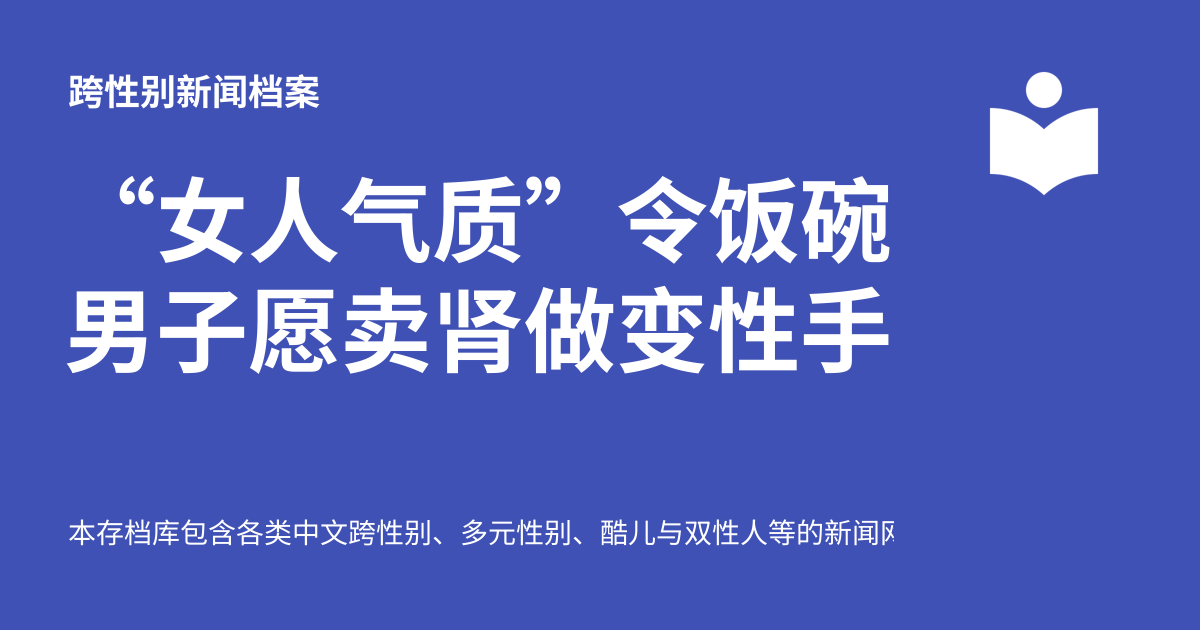 跨性别新闻档案
“女人气质”令饭碗
男子愿卖肾做变性手
本存档库包含各类中文跨性别、多元性别、酷儿与双性人等的新闻网